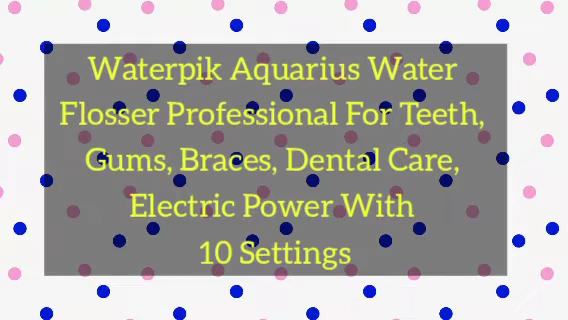 Waterpik Aquarius Water
Flosser Professional For Teeth,
Gums, Braces, Dental Care,
Electric Power With
10 Settings